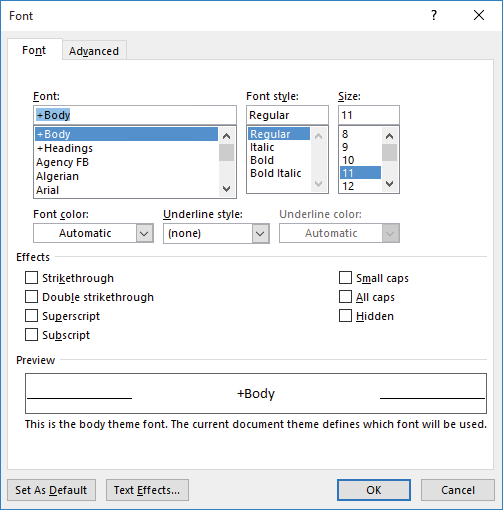 Font
?
Font
Advanced
Font:
Font style:
Size:
+Body
Regular
11
+Body
+Headings
Agency FB
Algerian
Arial
Regular
Italic
Bold
Bold Italic
8
9
10
11
12
Font color:
Underline style:
Underline color:
Automatic
(none)
Automatic
Effects
Strikethrough
Small caps
Double strikethrough
All caps
Superscript
Hidden
Subscript
Preview
+Body
This is the body theme font. The current document theme defines which font will be used.
Set As Default
Text Effects...
OK
Cancel